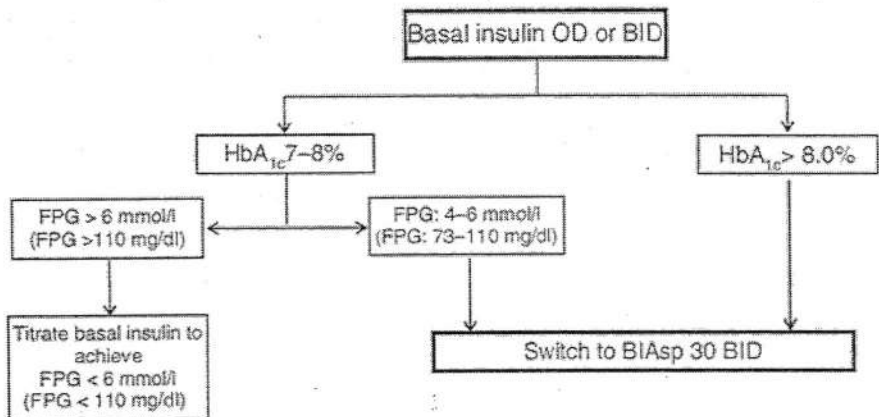 Basal insulin OD or BID
HbA1c 7–8%
HbA1c > 8.0%
FPG > 6 mmol/l
(FPG >110 mg/dl)
FPG: 4–6 mmol/l
(FPG: 73–110 mg/dl)
Titrate basal insulin to
achieve
FPG < 6 mmol/l
(FPG < 110 mg/dl)
Switch to BIAsp 30 BID